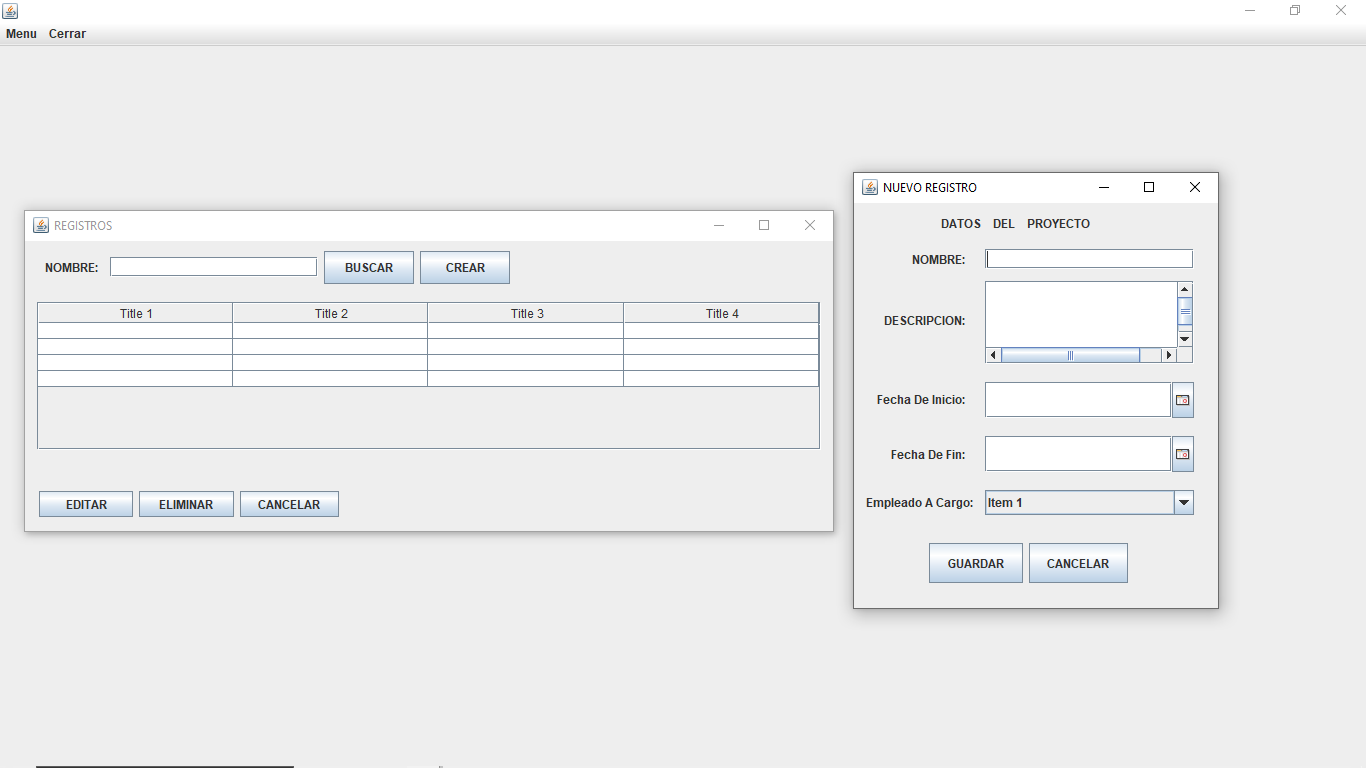 Menu Cerrar
REGISTROS
NOMBRE: BUSCAR CREAR
Title 1 Title 2 Title 3 Title 4
EDITAR ELIMINAR CANCELAR
NUEVO REGISTRO
DATOS DEL PROYECTO
NOMBRE:
DESCRIPCION:
Fecha De Inicio:
Fecha De Fin:
Empleado A Cargo: Item 1
GUARDAR CANCELAR